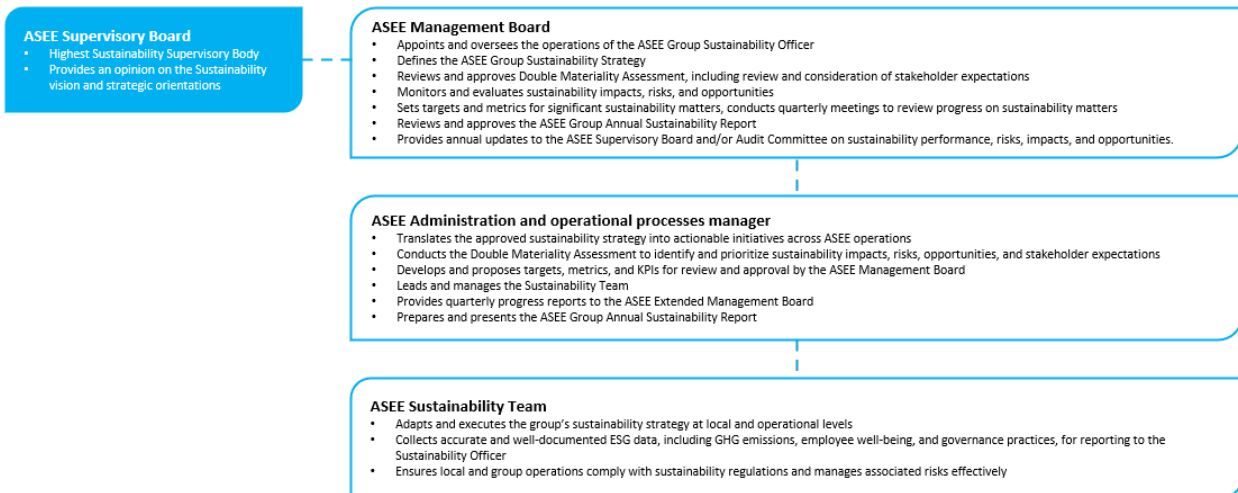 ASEE Supervisory Board
• Highest Sustainability Supervisory Body
• Provides an opinion on the Sustainability
vision and strategic orientations
ASEE Management Board
• Appoints and oversees the operations of the ASEE Group Sustainability Officer
• Defines the ASEE Group Sustainability Strategy
• Reviews and approves Double Materiality Assessment, including review and consideration of stakeholder expectations
• Monitors and evaluates sustainability impacts, risks, and opportunities
• Sets targets and metrics for significant sustainability matters, conducts quarterly meetings to review progress on sustainability matters
• Reviews and approves the ASEE Group Annual Sustainability Report
• Provides annual updates to the ASEE Supervisory Board and/or Audit Committee on sustainability performance, risks, impacts, and opportunities.
ASEE Administration and operational processes manager
• Translates the approved sustainability strategy into actionable initiatives across ASEE operations
• Conducts the Double Materiality Assessment to identify and prioritize sustainability impacts, risks, opportunities, and stakeholder expectations
• Develops and proposes targets, metrics, and KPIs for review and approval by the ASEE Management Board
• Leads and manages the Sustainability Team
• Provides quarterly progress reports to the ASEE Extended Management Board
• Prepares and presents the ASEE Group Annual Sustainability Report
ASEE Sustainability Team
• Adapts and executes the group's sustainability strategy at local and operational levels
• Collects accurate and well-documented ESG data, including GHG emissions, employee well-being, and governance practices, for reporting to the
Sustainability Officer
• Ensures local and group operations comply with sustainability regulations and manages associated risks effectively